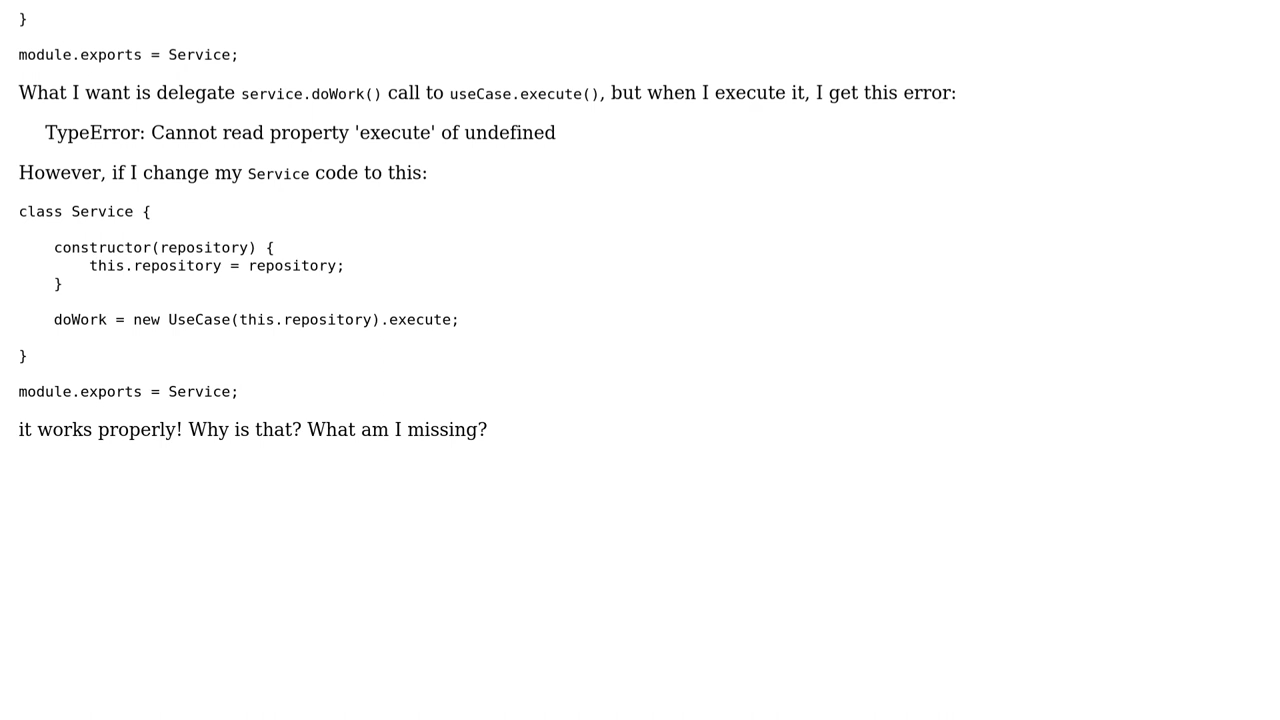 }
module.exports = Service;
What I want is delegate service.doWork() call to useCase.execute(), but when I execute it, I get this error:
TypeError: Cannot read property 'execute' of undefined
However, if I change my Service code to this:
class Service {
    constructor(repository) {
        this.repository = repository;
    }
    doWork = new UseCase(this.repository).execute;
}
module.exports = Service;
it works properly! Why is that? What am I missing?